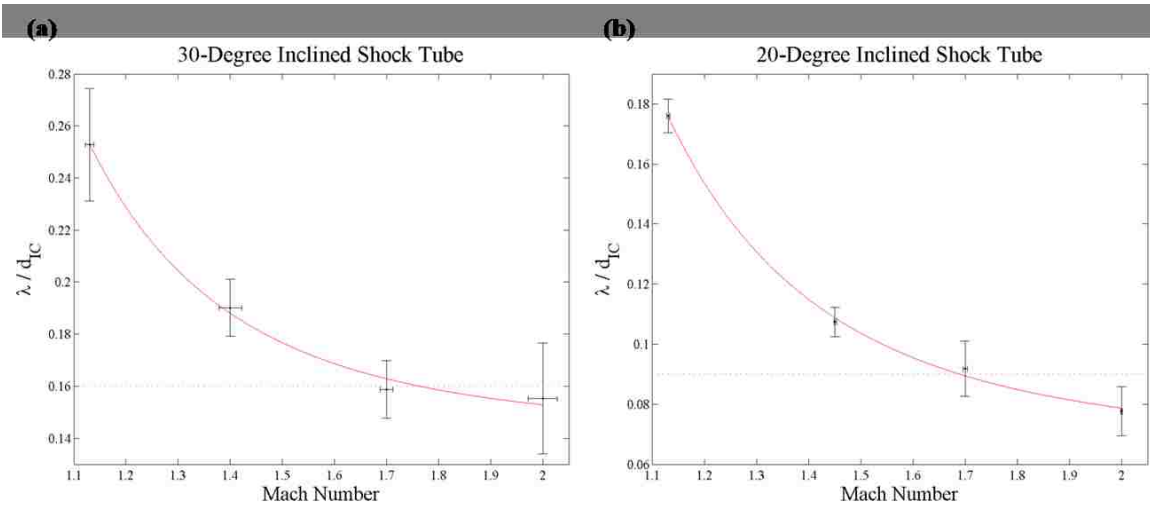 (a)
30-Degree Inclined Shock Tube
0.28
0.26
0.24
0.22
0.2
0.18
0.16
0.14
λ / d_IC
1.1 1.2 1.3 1.4 1.5 1.6 1.7 1.8 1.9 2
Mach Number
(b)
20-Degree Inclined Shock Tube
0.18
0.16
0.14
0.12
0.1
0.08
0.06
λ / d_IC
1.1 1.2 1.3 1.4 1.5 1.6 1.7 1.8 1.9 2
Mach Number